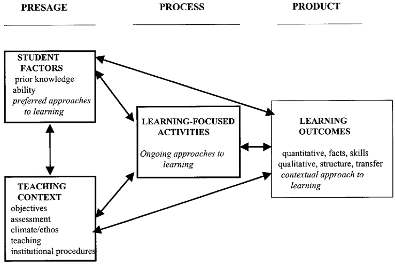 PRESAGE
PROCESS
PRODUCT
STUDENT
FACTORS
prior knowledge
ability
preferred approaches
to learning
LEARNING-FOCUSED
ACTIVITIES
Ongoing approaches to
learning
LEARNING
OUTCOMES
quantitative, facts, skills
qualitative, structure, transfer
contextual approach to
learning
TEACHING
CONTEXT
objectives
assessment
climate/ethos
teaching
institutional procedures